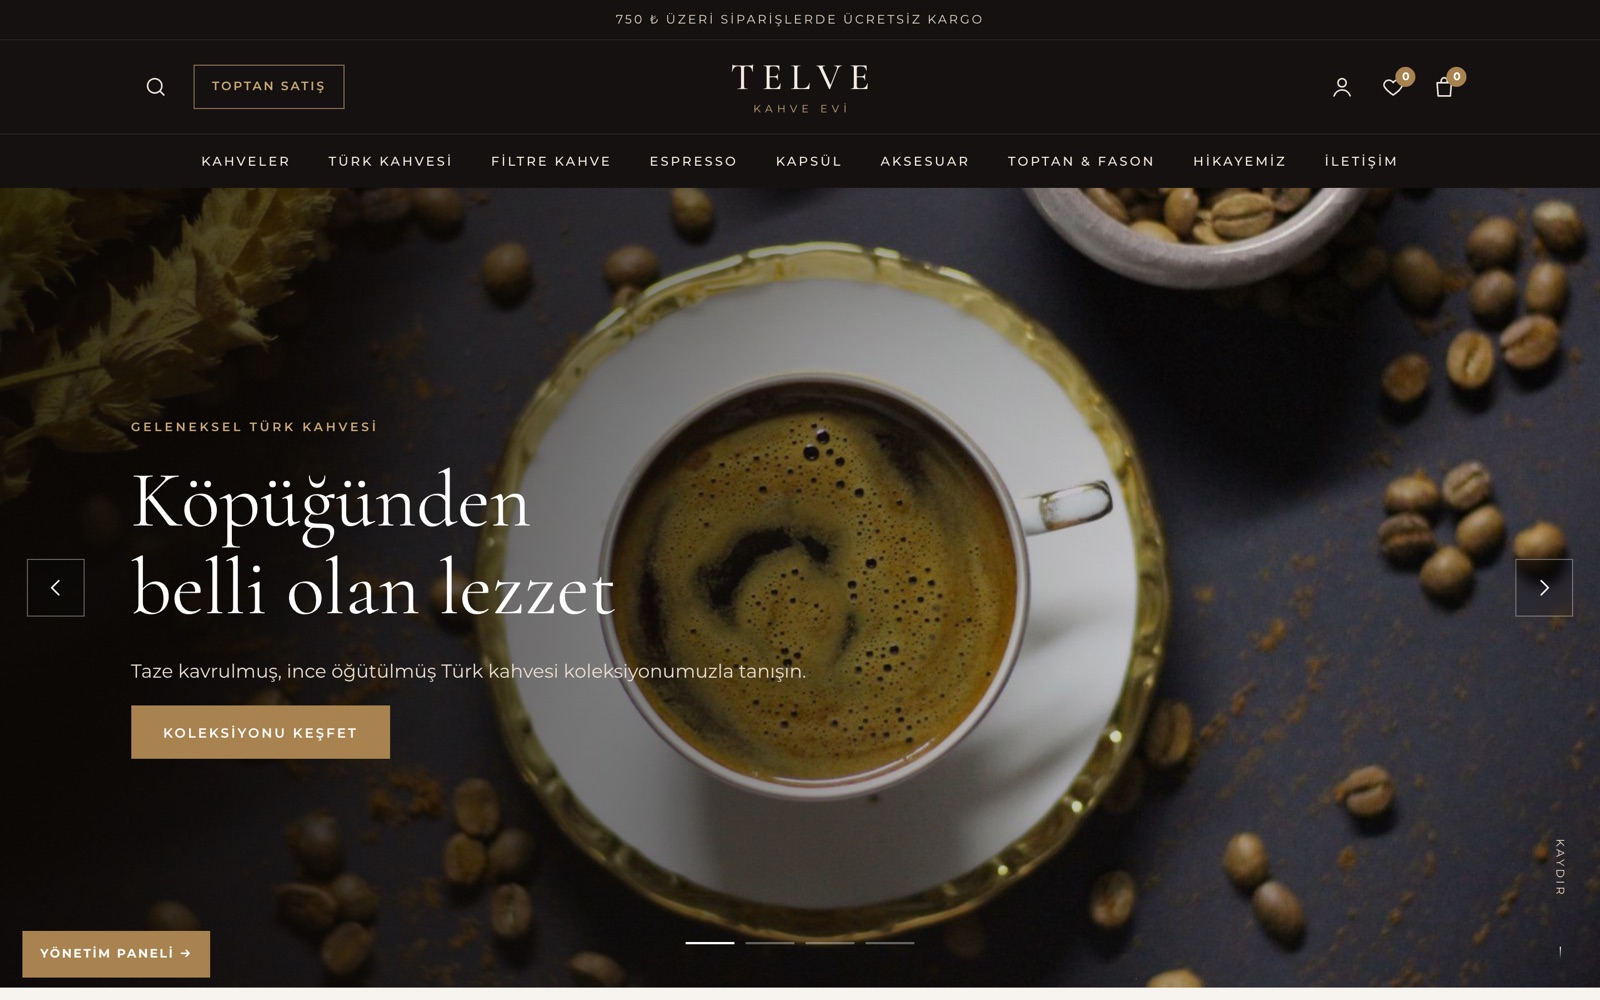 750 ₺ ÜZERİ SİPARİŞLERDE ÜCRETSİZ KARGO
TOPTAN SATIŞ
TELVE
KAHVE EVİ
0
0
KAHVELER
TÜRK KAHVESİ
FİLTRE KAHVE
ESPRESSO
KAPSÜL
AKSESUAR
TOPTAN & FASON
HİKAYEMİZ
İLETİŞİM
GELENEKSEL TÜRK KAHVESİ
Köpüğünden
belli olan lezzet
Taze kavrulmuş, ince öğütülmüş Türk kahvesi koleksiyonumuzla tanışın.
KOLEKSİYONU KEŞFET
KAYDIR
YÖNETİM PANELİ →